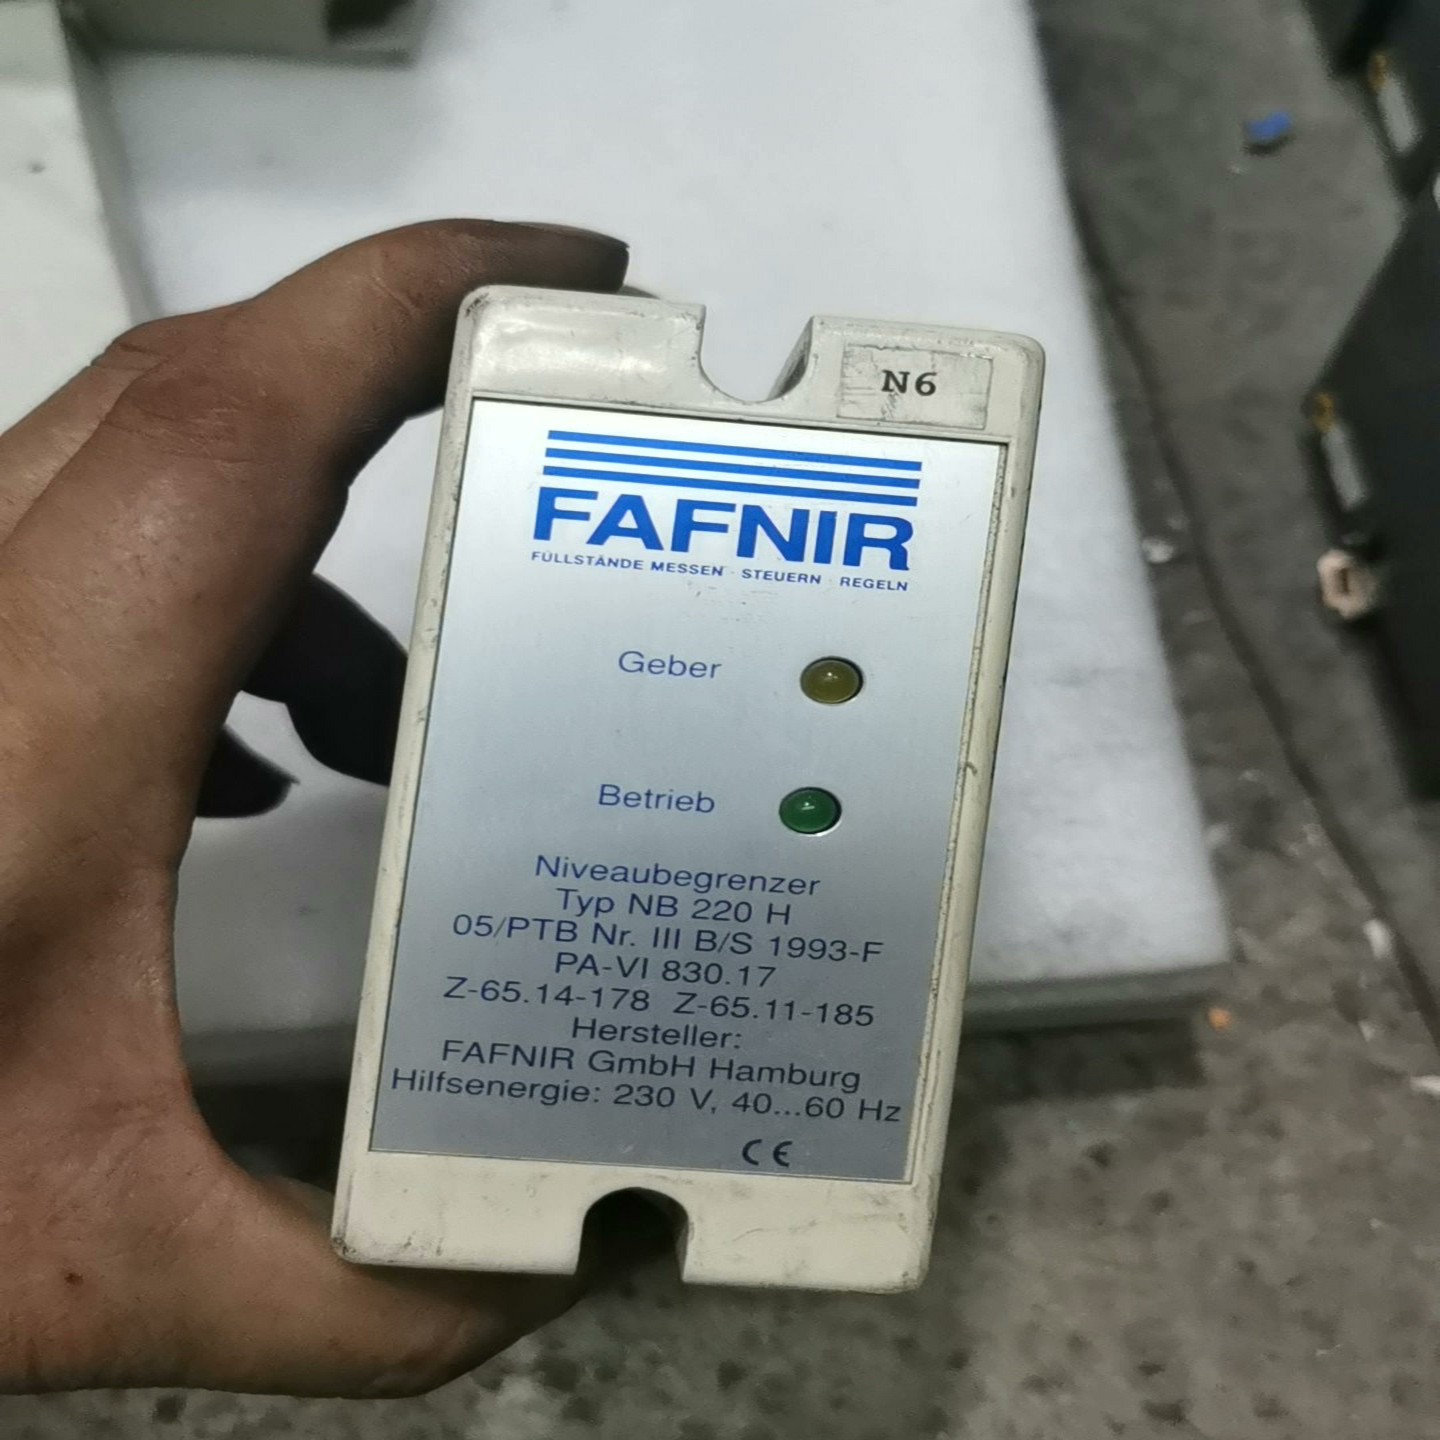 N6
FAFNIR
FÜLLSTÄNDE MESSEN · STEUERN · REGELN
Geber
Betrieb
Niveaubegrenzer
Typ NB 220 H
05/PTB Nr. III B/S 1993-F
PA-VI 830.17
Z-65.14-178 Z-65.11-185
Hersteller:
FAFNIR GmbH Hamburg
Hilfsenergie: 230 V, 40...60 Hz
CE